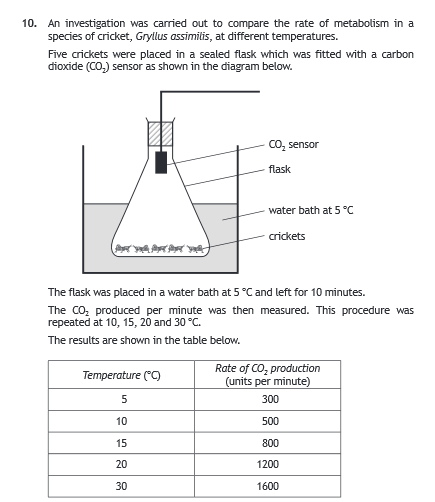 10. An investigation was carried out to compare the rate of metabolism in a
species of cricket, Gryllus assimilis, at different temperatures.
Five crickets were placed in a sealed flask which was fitted with a carbon
dioxide (CO₂) sensor as shown in the diagram below.
CO₂ sensor
flask
water bath at 5 °C
crickets
The flask was placed in a water bath at 5 °C and left for 10 minutes.
The CO₂ produced per minute was then measured. This procedure was
repeated at 10, 15, 20 and 30 °C.
The results are shown in the table below.
Temperature (°C) Rate of CO₂ production
(units per minute)
5 300
10 500
15 800
20 1200
30 1600